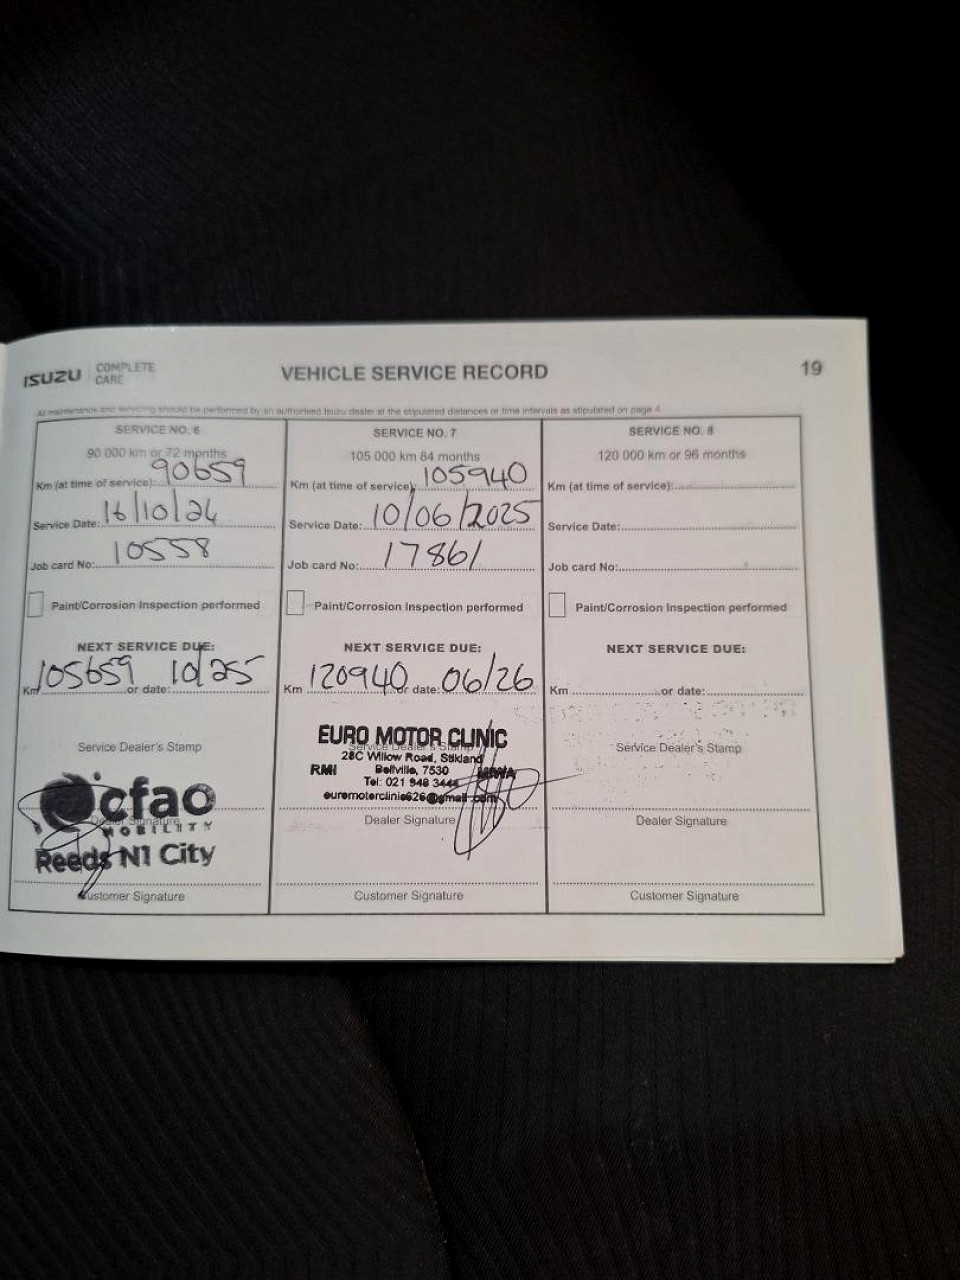 ISUZU COMPLETE CARE
VEHICLE SERVICE RECORD
19
All maintenance and servicing should be performed by an authorised Isuzu dealer at the stipulated distances or time intervals as stipulated on page 4.
SERVICE NO. 6
90 000 km or 72 months
Km (at time of service): 90659
Service Date: 16/10/24
Job card No: 10558
Paint/Corrosion Inspection performed
NEXT SERVICE DUE:
Km 105659 or date: 10/25
Service Dealer's Stamp
cfao
MOBILITY
Dealer Signature
Reeds N1 City
Customer Signature
SERVICE NO. 7
105 000 km 84 months
Km (at time of service): 105940
Service Date: 10/06/2025
Job card No: 17861
Paint/Corrosion Inspection performed
NEXT SERVICE DUE:
Km 120940 or date: 06/26
EURO MOTOR CLINIC
Service Dealer's Stamp
28C Willow Road, Stikland
RMI Bellville, 7530 MIWA
Tel: 021 948 344
euromotorclinic626@gmail.com
Dealer Signature
Customer Signature
SERVICE NO. 8
120 000 km or 96 months
Km (at time of service):
Service Date:
Job card No:
Paint/Corrosion Inspection performed
NEXT SERVICE DUE:
Km or date:
Service Dealer's Stamp
Dealer Signature
Customer Signature